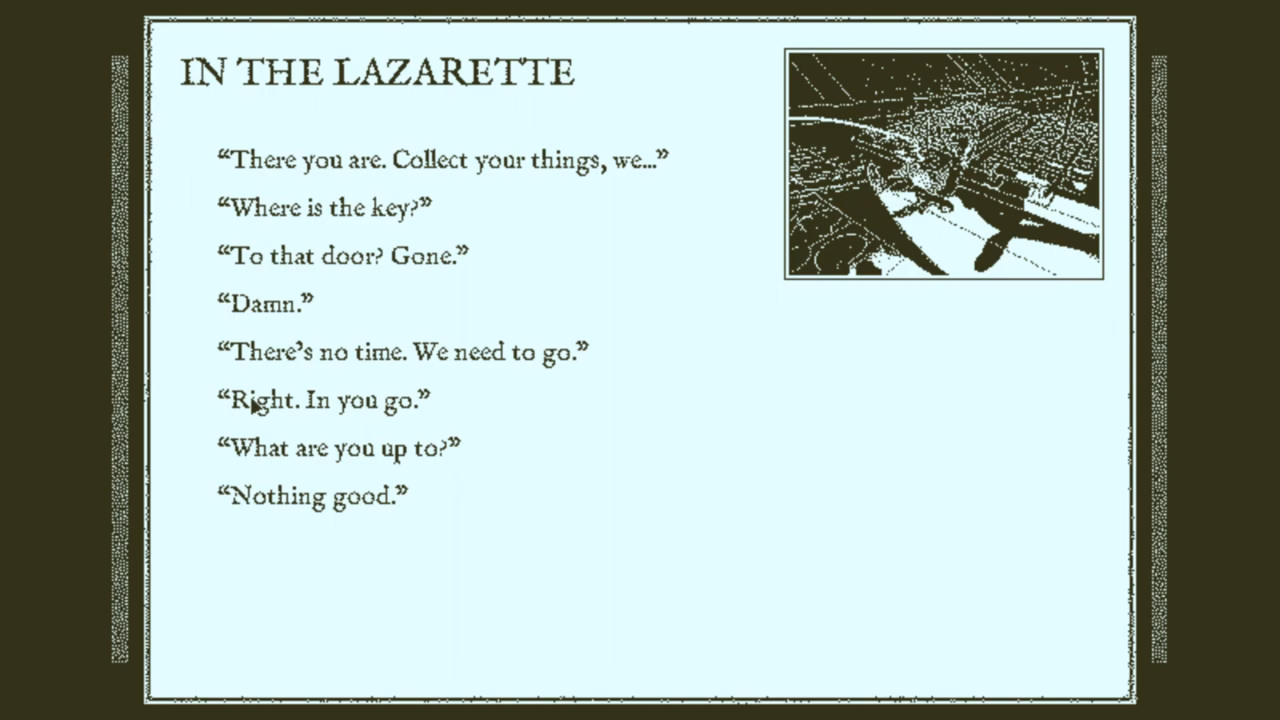 IN THE LAZARETTE
“There you are. Collect your things, we...”
“Where is the key?”
“To that door? Gone.”
“Damn.”
“There’s no time. We need to go.”
“Right. In you go.”
“What are you up to?”
“Nothing good.”